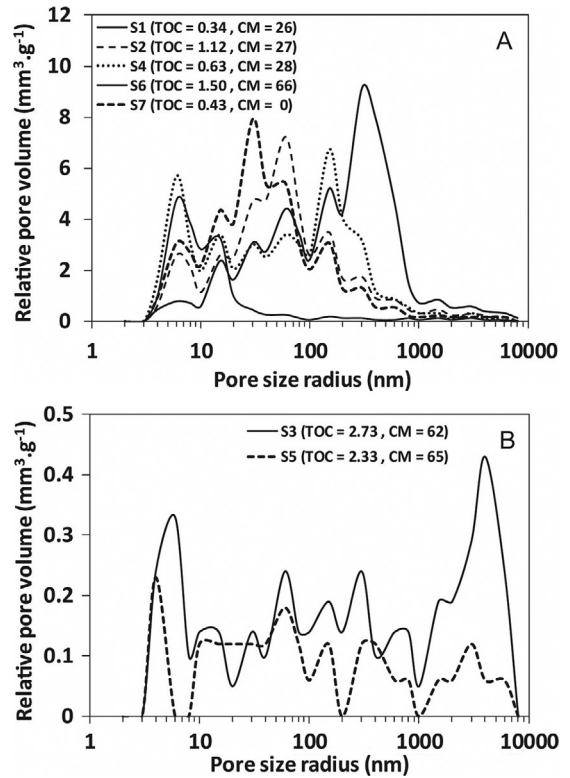 12
10
8
6
4
2
0
Relative pore volume (mm³.g⁻¹)
S1 (TOC = 0.34 , CM = 26)
S2 (TOC = 1.12 , CM = 27)
S4 (TOC = 0.63 , CM = 28)
S6 (TOC = 1.50 , CM = 66)
S7 (TOC = 0.43 , CM = 0)
A
1 10 100 1000 10000
Pore size radius (nm)
0.5
0.4
0.3
0.2
0.1
0
Relative pore volume (mm³.g⁻¹)
S3 (TOC = 2.73 , CM = 62)
S5 (TOC = 2.33 , CM = 65)
B
1 10 100 1000 10000
Pore size radius (nm)